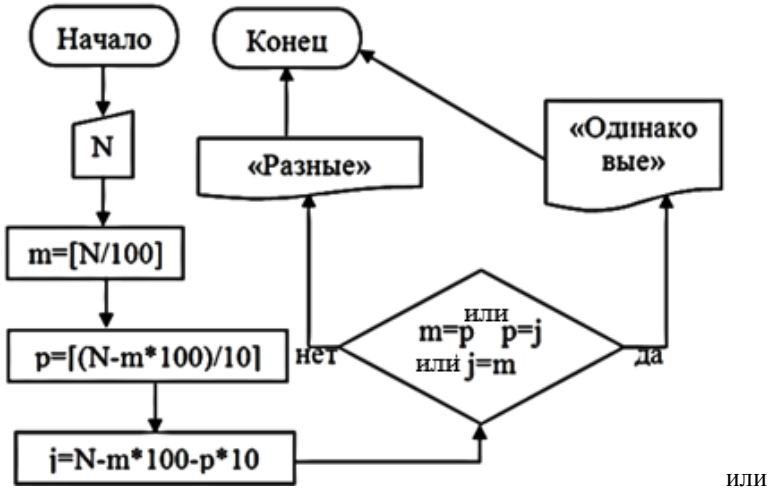 Начало
Конец
N
«Разные»
«Одинако
вые»
m=[N/100]
p=[(N-m*100)/10]
j=N-m*100-p*10
m=p или p=j
или j=m
нет
да
или